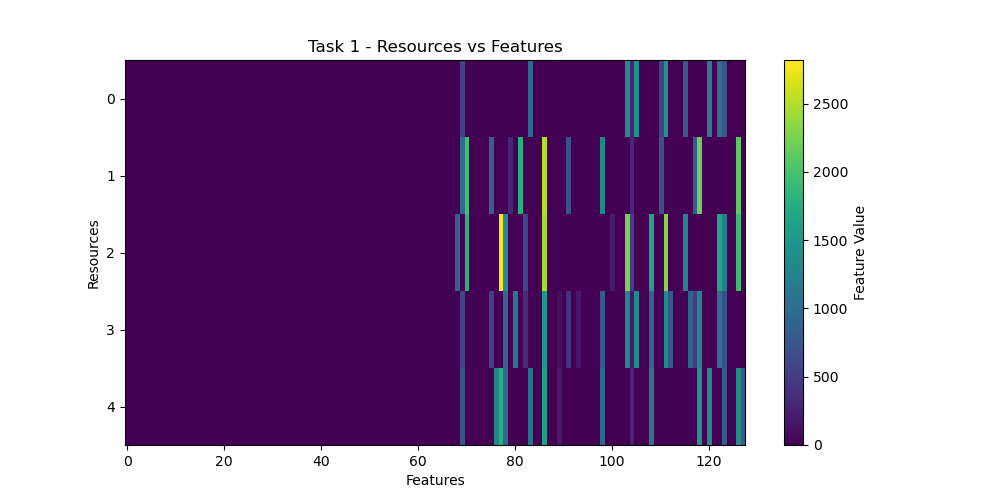 Task 1 - Resources vs Features
Resources
0
1
2
3
4
0 20 40 60 80 100 120
Features
2500
2000
1500
1000
500
0
Feature Value